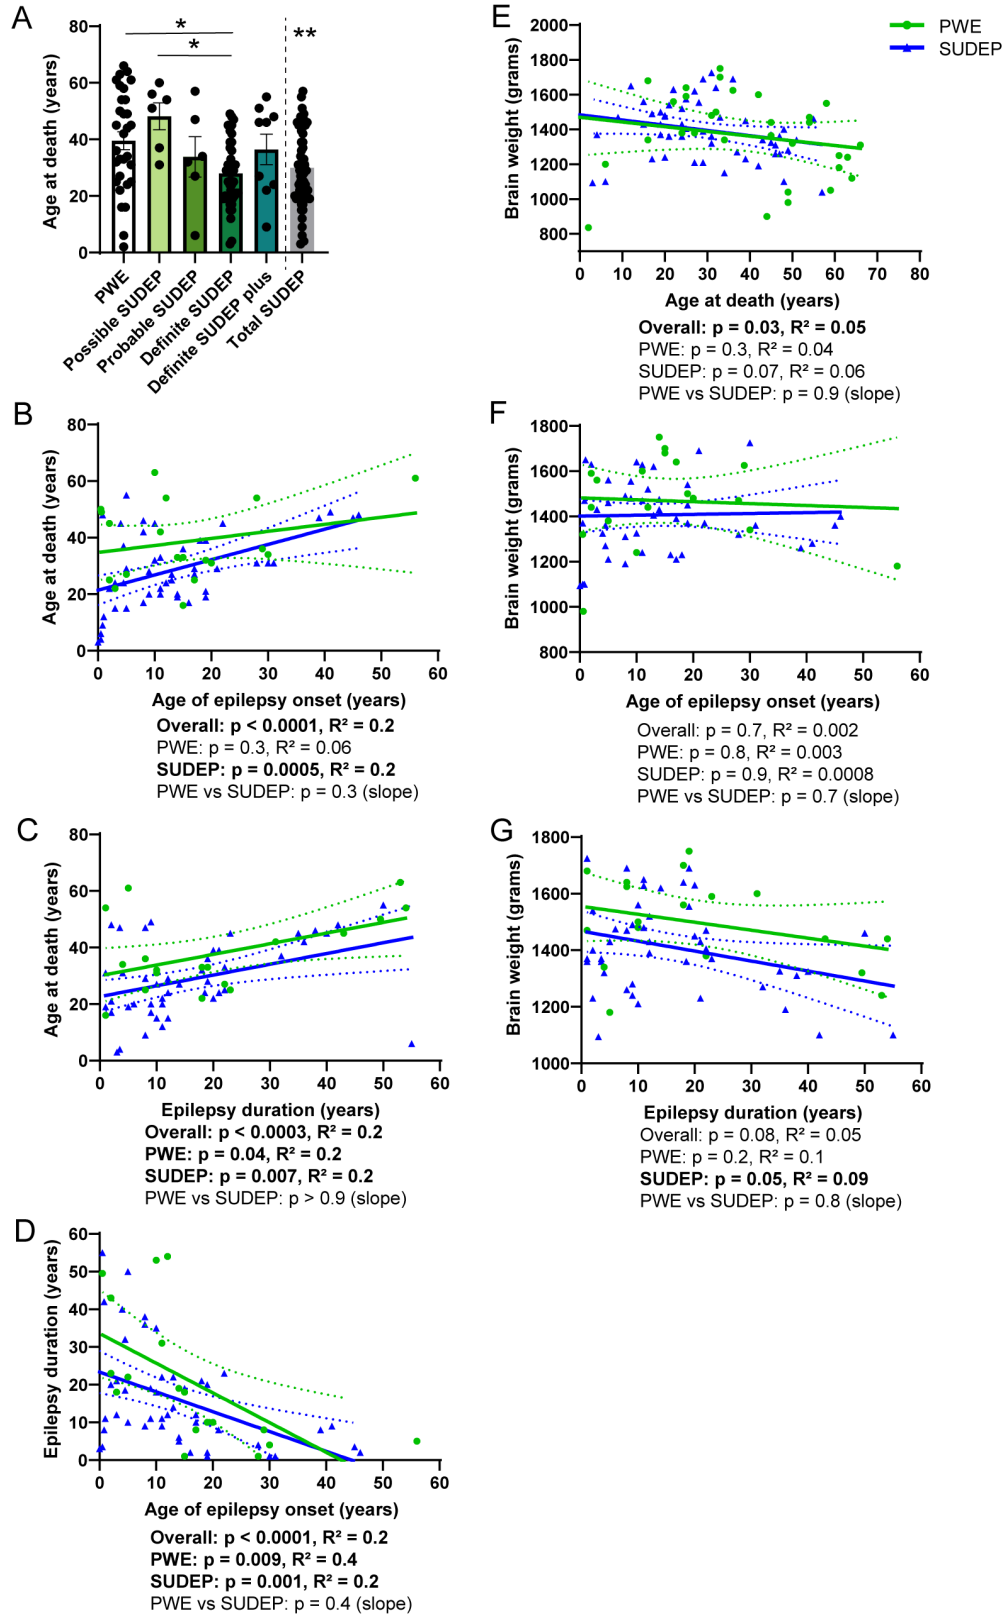 A
Age at death (years)
80
60
40
20
0
*
*
**
PWE
Possible SUDEP
Probable SUDEP
Definite SUDEP
Definite SUDEP plus
Total SUDEP
E
PWE
SUDEP
Brain weight (grams)
2000
1800
1600
1400
1200
1000
800
0 10 20 30 40 50 60 70 80
Age at death (years)
Overall: p = 0.03, R² = 0.05
PWE: p = 0.3, R² = 0.04
SUDEP: p = 0.07, R² = 0.06
PWE vs SUDEP: p = 0.9 (slope)
B
Age at death (years)
80
60
40
20
0
0 10 20 30 40 50 60
Age of epilepsy onset (years)
Overall: p < 0.0001, R² = 0.2
PWE: p = 0.3, R² = 0.06
SUDEP: p = 0.0005, R² = 0.2
PWE vs SUDEP: p = 0.3 (slope)
F
Brain weight (grams)
1800
1600
1400
1200
1000
800
0 10 20 30 40 50 60
Age of epilepsy onset (years)
Overall: p = 0.7, R² = 0.002
PWE: p = 0.8, R² = 0.003
SUDEP: p = 0.9, R² = 0.0008
PWE vs SUDEP: p = 0.7 (slope)
C
Age at death (years)
80
60
40
20
0
0 10 20 30 40 50 60
Epilepsy duration (years)
Overall: p < 0.0003, R² = 0.2
PWE: p = 0.04, R² = 0.2
SUDEP: p = 0.007, R² = 0.2
PWE vs SUDEP: p > 0.9 (slope)
G
Brain weight (grams)
1800
1600
1400
1200
1000
0 10 20 30 40 50 60
Epilepsy duration (years)
Overall: p = 0.08, R² = 0.05
PWE: p = 0.2, R² = 0.1
SUDEP: p = 0.05, R² = 0.09
PWE vs SUDEP: p = 0.8 (slope)
D
Epilepsy duration (years)
60
50
40
30
20
10
0
0 10 20 30 40 50 60
Age of epilepsy onset (years)
Overall: p < 0.0001, R² = 0.2
PWE: p = 0.009, R² = 0.4
SUDEP: p = 0.001, R² = 0.2
PWE vs SUDEP: p = 0.4 (slope)